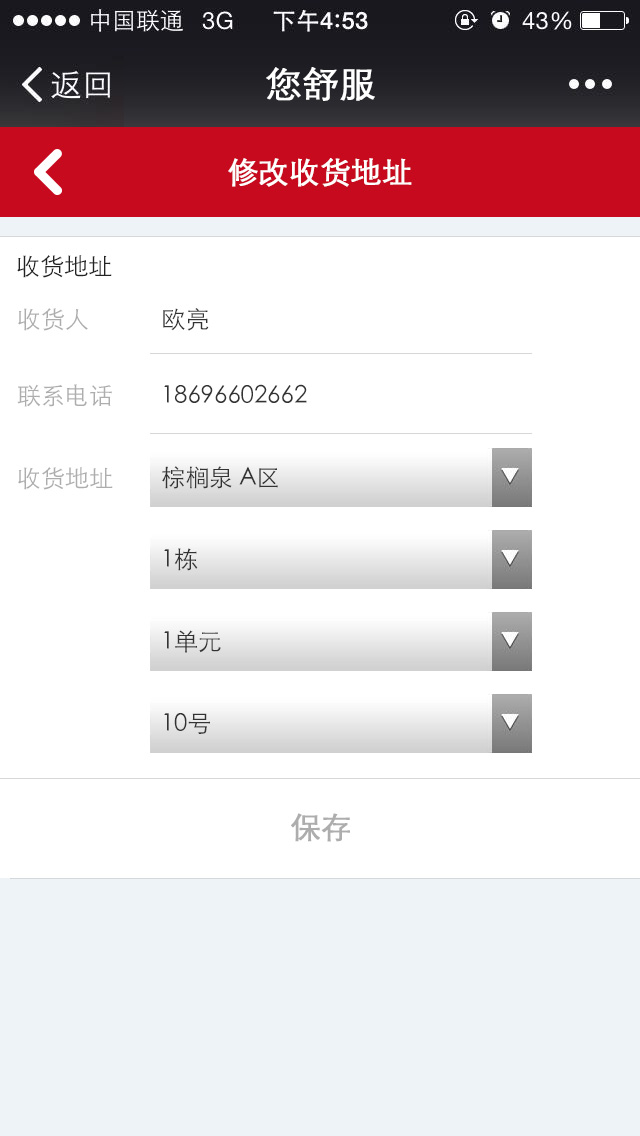 中国联通 3G 下午4:53 43%
返回 您舒服
修改收货地址
收货地址
收货人 欧亮
联系电话 18696602662
收货地址 棕榈泉 A区
1栋
1单元
10号
保存